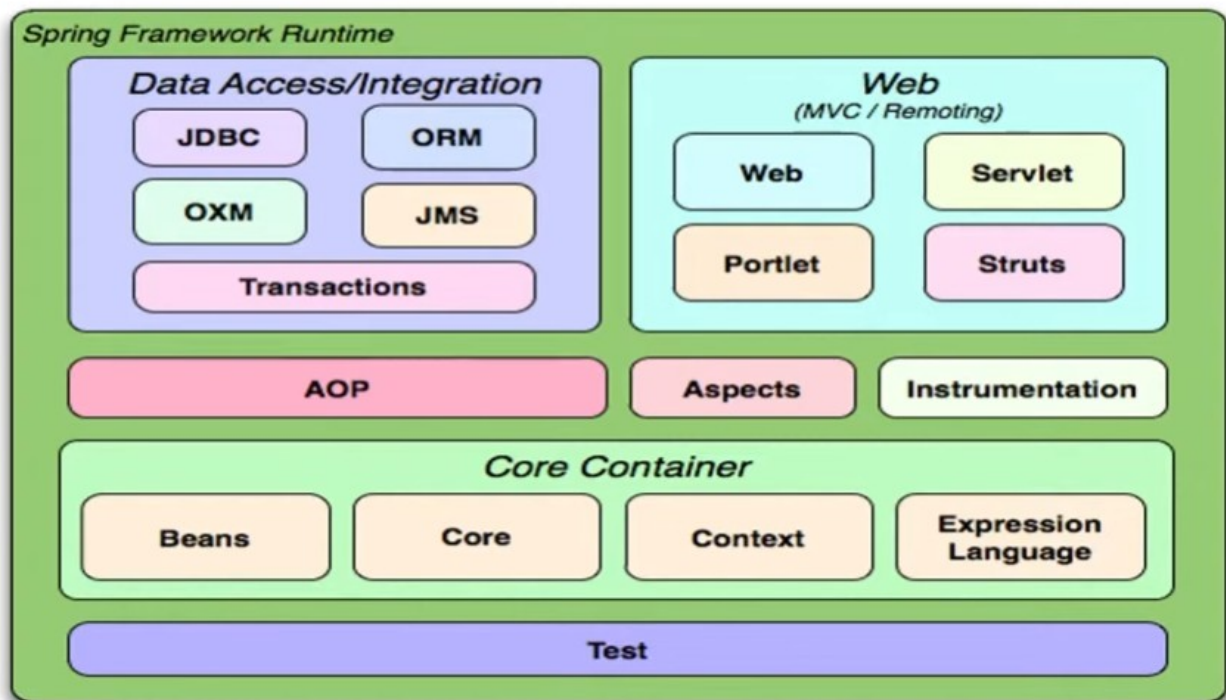 Spring Framework Runtime
Data Access/Integration
JDBC
ORM
OXM
JMS
Transactions
Web
(MVC / Remoting)
Web
Servlet
Portlet
Struts
AOP
Aspects
Instrumentation
Core Container
Beans
Core
Context
Expression
Language
Test